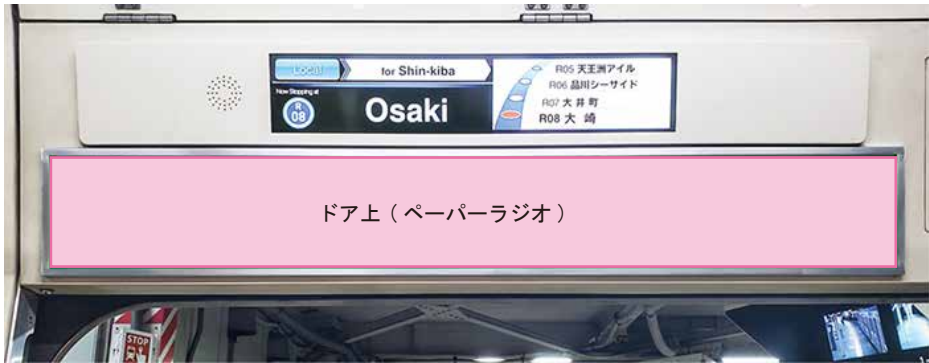 Local
for Shin-kiba
Now Stopping at
R
08
Osaki
R05 天王洲アイル
R06 品川シーサイド
R07 大井町
R08 大 崎
ドア上 ( ペーパーラジオ )
STOP